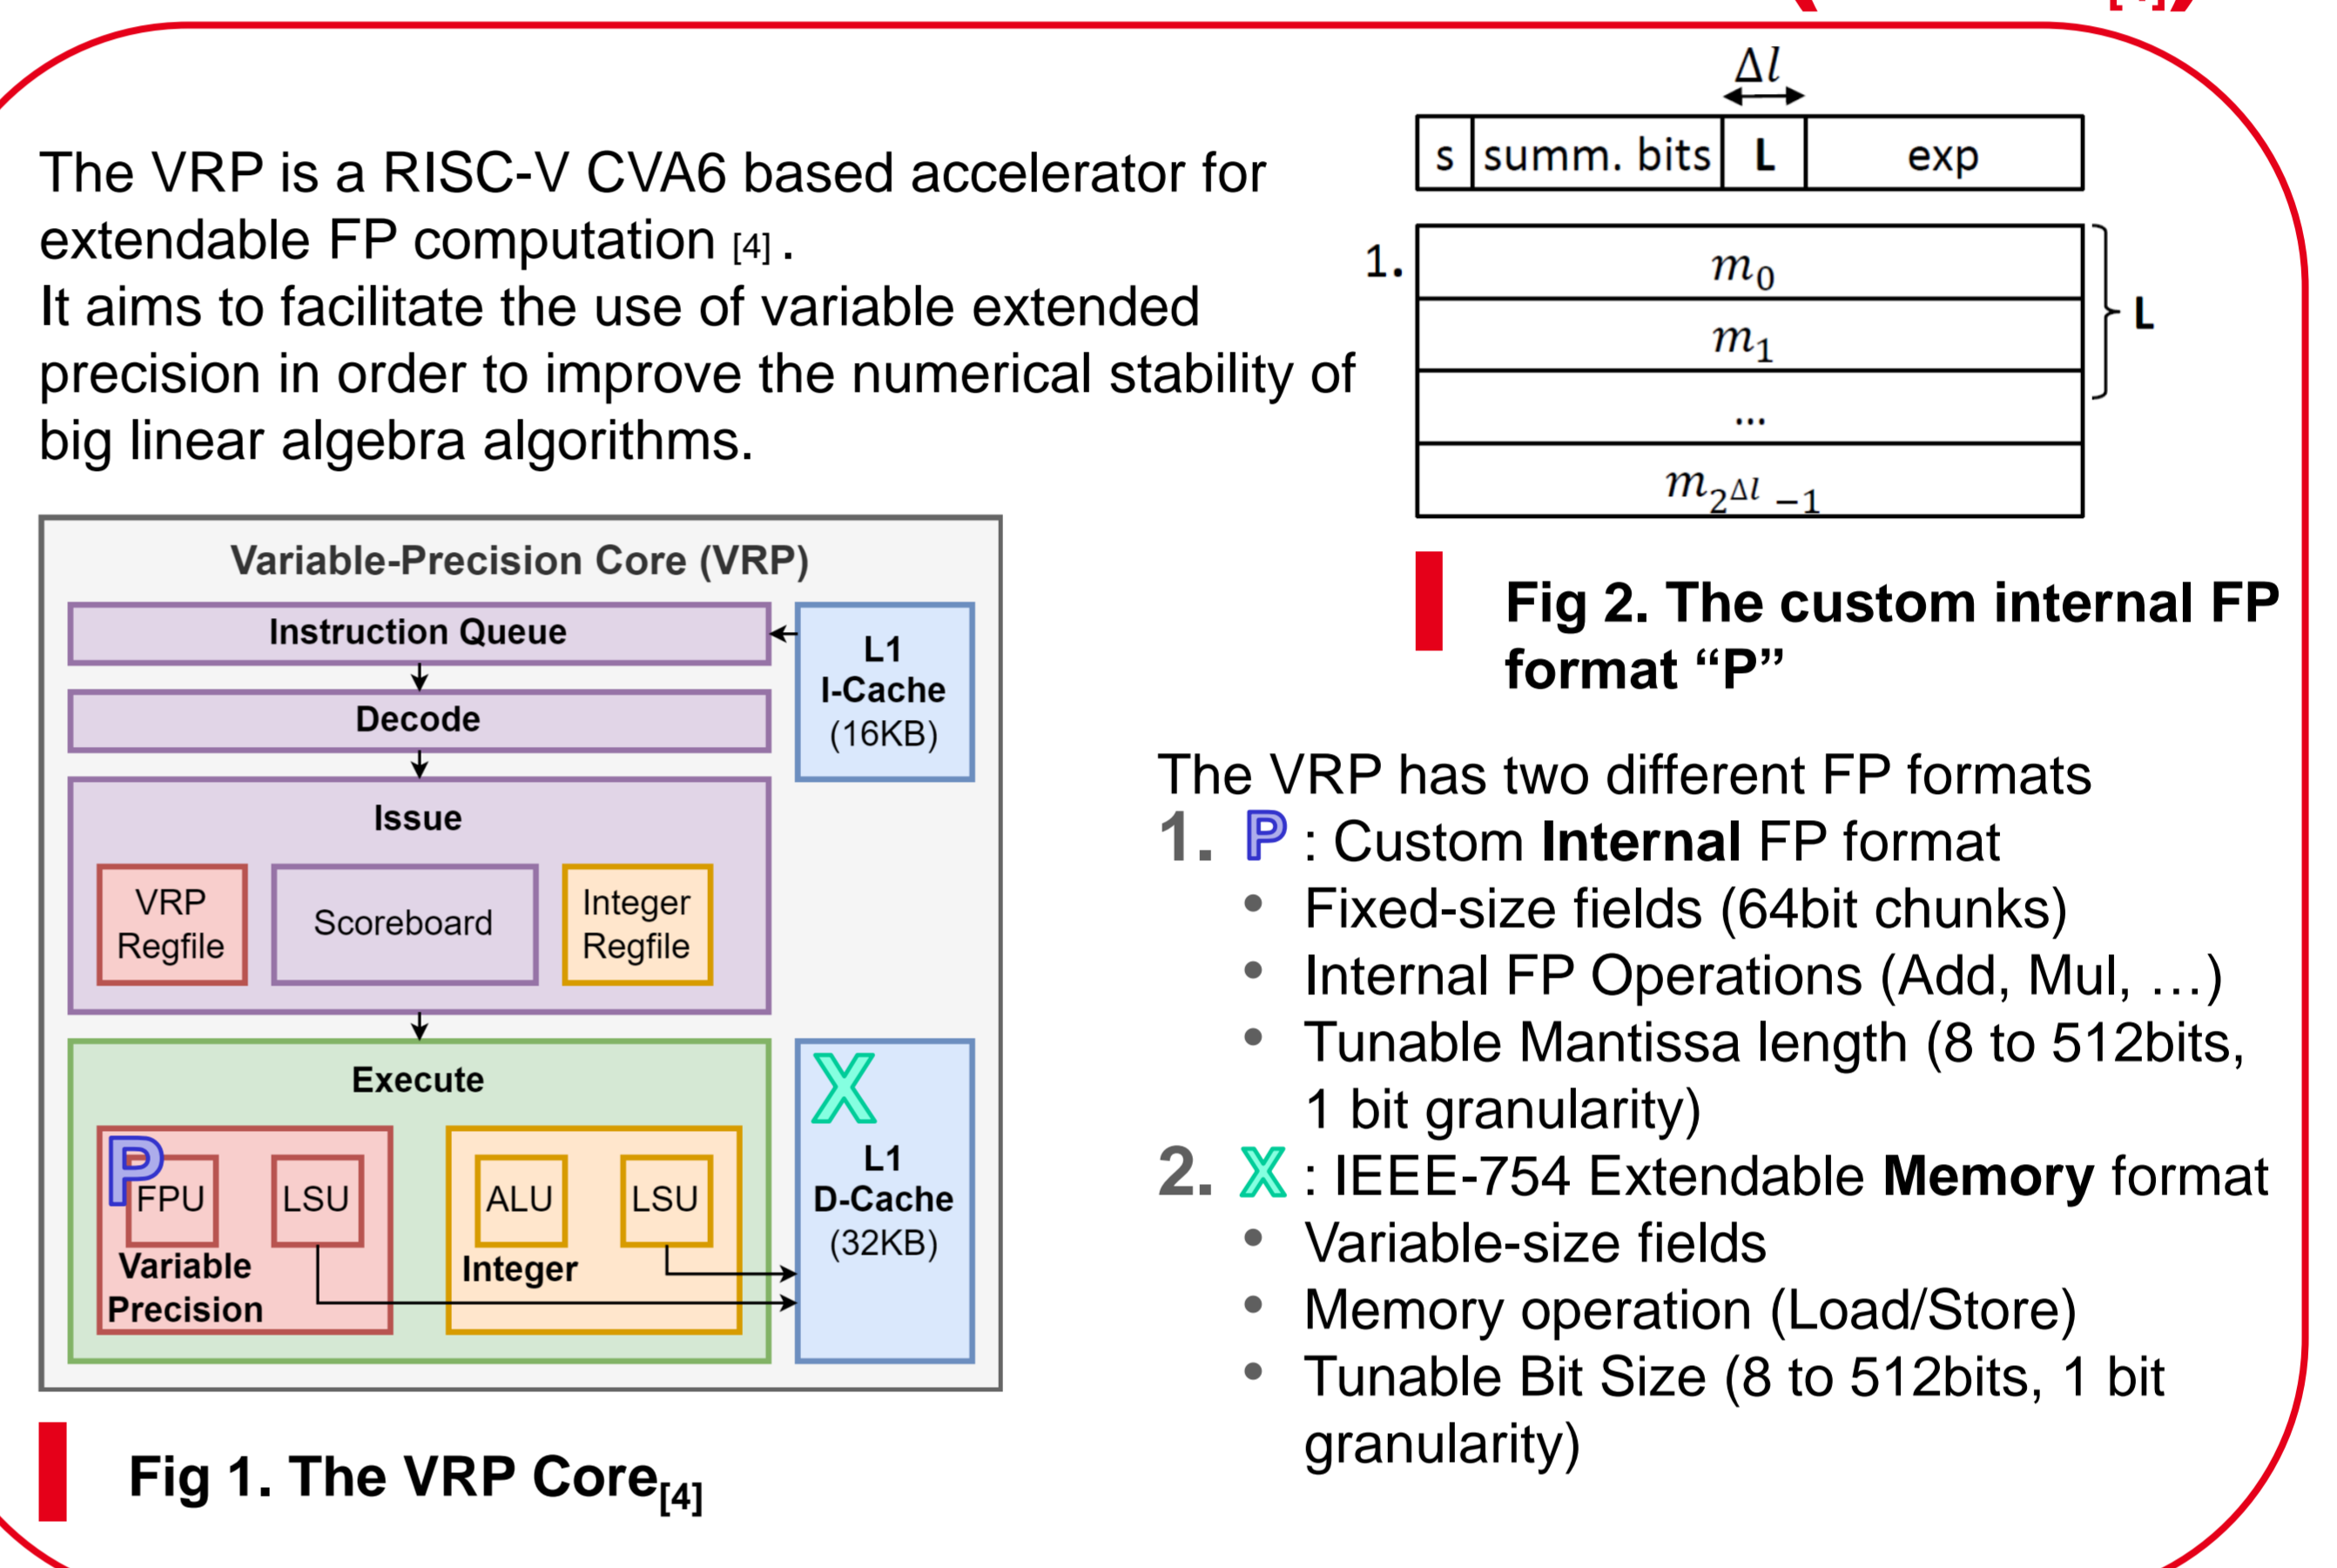 The VRP is a RISC-V CVA6 based accelerator for
extendable FP computation [4] .
It aims to facilitate the use of variable extended
precision in order to improve the numerical stability of
big linear algebra algorithms.
Variable-Precision Core (VRP)
Instruction Queue
L1
I-Cache
(16KB)
Decode
Issue
VRP
Regfile
Scoreboard
Integer
Regfile
Execute
P
FPU
LSU
Variable
Precision
ALU
LSU
Integer
X
L1
D-Cache
(32KB)
Fig 1. The VRP Core[4]
Δl
s summ. bits L exp
1.
m0
m1
...
m2^Δl −1
L
Fig 2. The custom internal FP
format “P”
The VRP has two different FP formats
1. P : Custom Internal FP format
• Fixed-size fields (64bit chunks)
• Internal FP Operations (Add, Mul, …)
• Tunable Mantissa length (8 to 512bits,
1 bit granularity)
2. X : IEEE-754 Extendable Memory format
• Variable-size fields
• Memory operation (Load/Store)
• Tunable Bit Size (8 to 512bits, 1 bit
granularity)